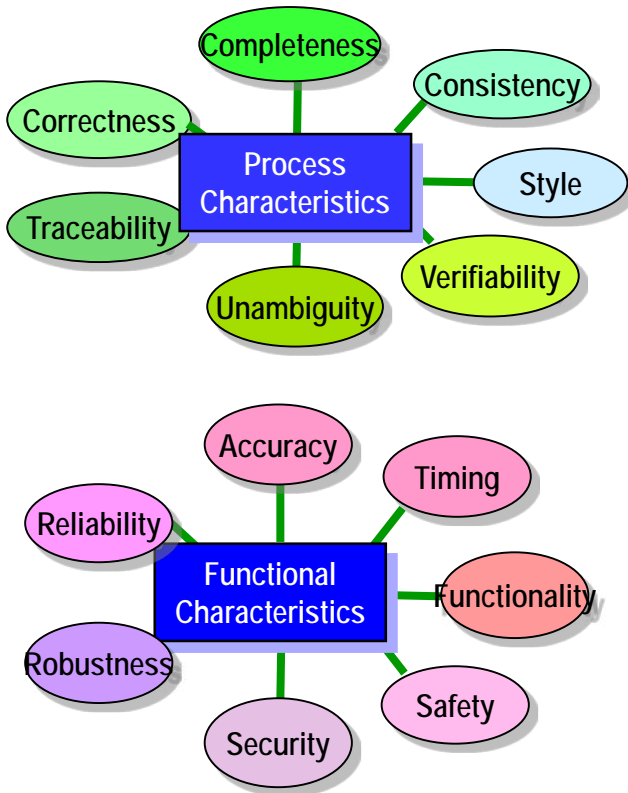 Completeness
Consistency
Correctness
Process
Characteristics
Style
Traceability
Verifiability
Unambiguity
Accuracy
Timing
Reliability
Functional
Characteristics
Functionality
Robustness
Safety
Security